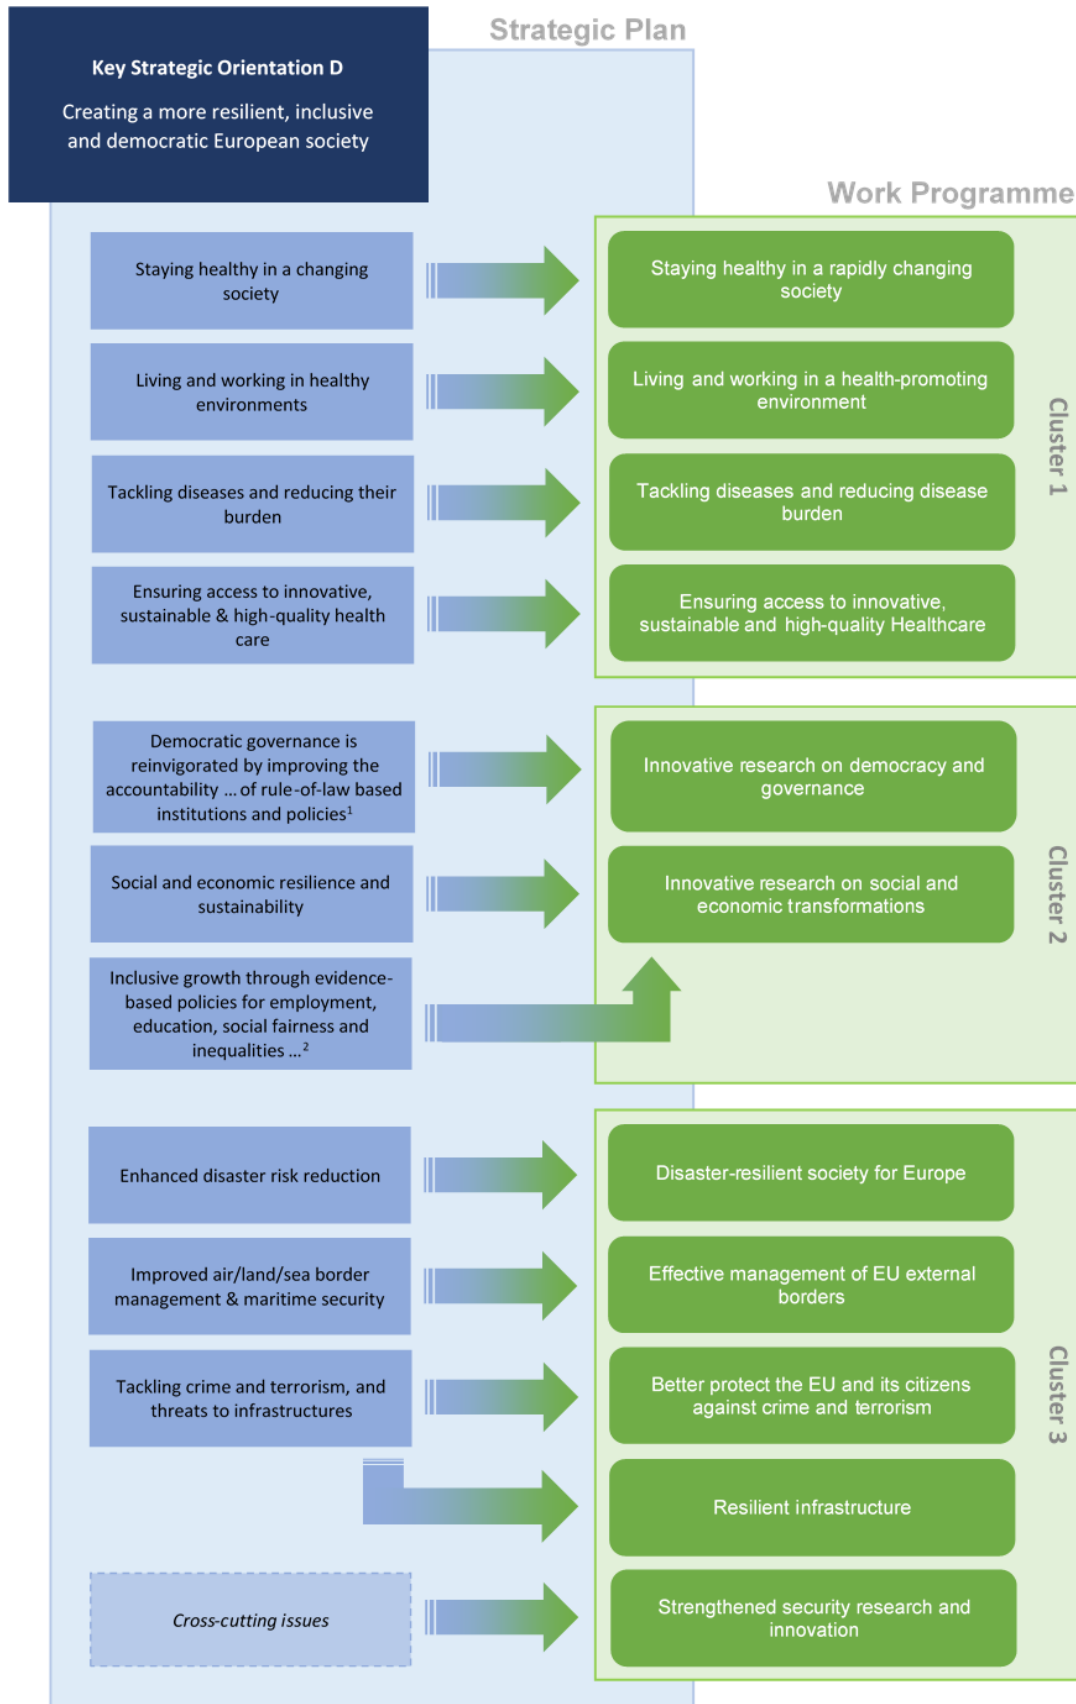 Strategic Plan
Key Strategic Orientation D
Creating a more resilient, inclusive
and democratic European society
Work Programme
Staying healthy in a changing
society
Staying healthy in a rapidly changing
society
Living and working in healthy
environments
Living and working in a health-promoting
environment
Tackling diseases and reducing their
burden
Tackling diseases and reducing disease
burden
Ensuring access to innovative,
sustainable & high-quality health
care
Ensuring access to innovative,
sustainable and high-quality Healthcare
Cluster 1
Democratic governance is
reinvigorated by improving the
accountability ... of rule-of-law based
institutions and policies¹
Innovative research on democracy and
governance
Social and economic resilience and
sustainability
Innovative research on social and
economic transformations
Inclusive growth through evidence-
based policies for employment,
education, social fairness and
inequalities ...²
Cluster 2
Enhanced disaster risk reduction
Disaster-resilient society for Europe
Improved air/land/sea border
management & maritime security
Effective management of EU external
borders
Tackling crime and terrorism, and
threats to infrastructures
Better protect the EU and its citizens
against crime and terrorism
Resilient infrastructure
Cross-cutting issues
Strengthened security research and
innovation
Cluster 3